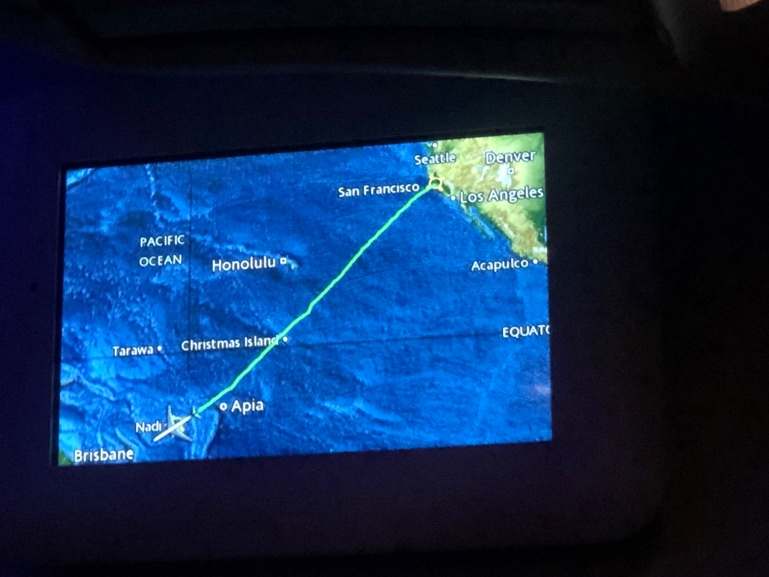 Seattle
Denver
San Francisco
Los Angeles
PACIFIC
OCEAN
Honolulu
Acapulco
EQUATO
Christmas Island
Tarawa
Apia
Nadi
Brisbane